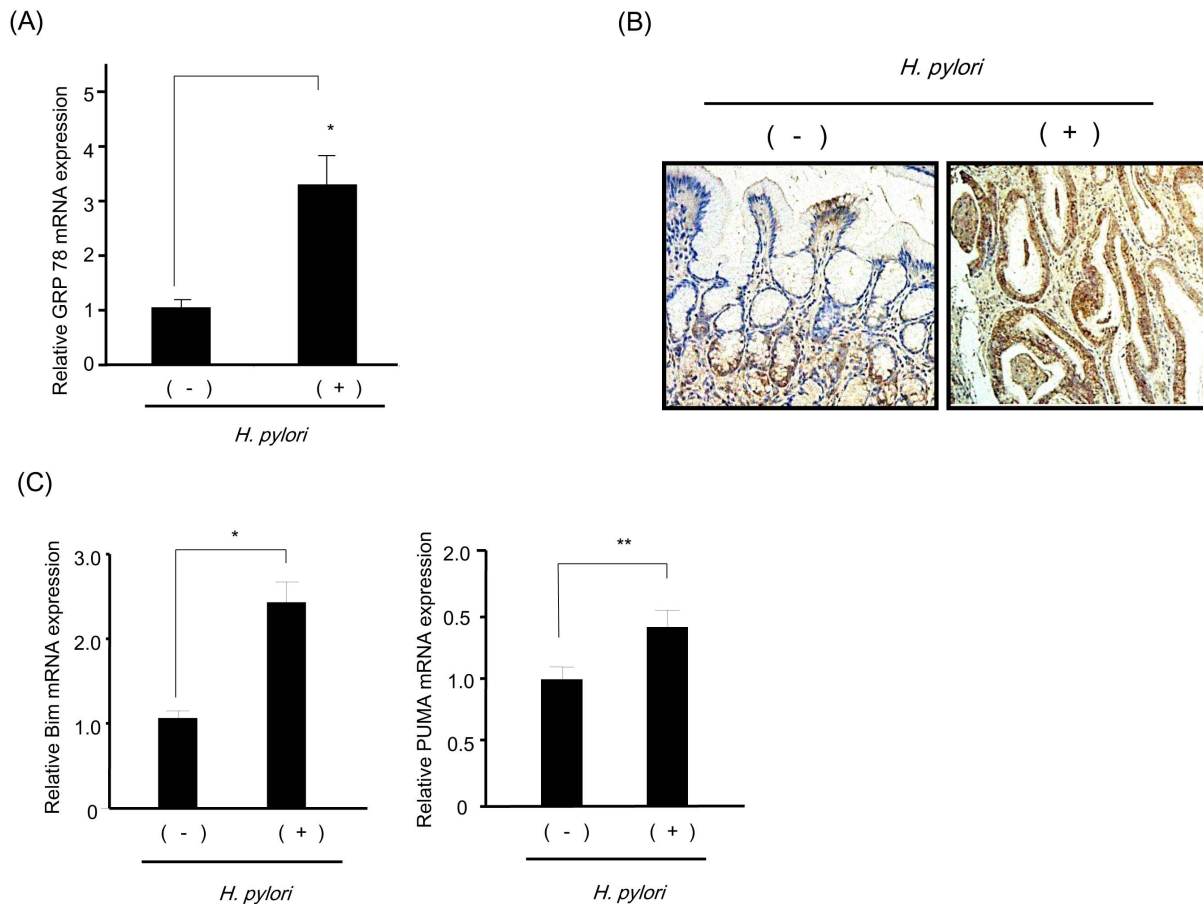 (A)
Relative GRP 78 mRNA expression
5
4
3
2
1
0
*
( - )
( + )
H. pylori
(B)
H. pylori
( - )
( + )
(C)
Relative Bim mRNA expression
3.0
2.0
1.0
0
*
( - )
( + )
H. pylori
Relative PUMA mRNA expression
2.0
0.5
1.0
0.5
0
**
( - )
( + )
H. pylori